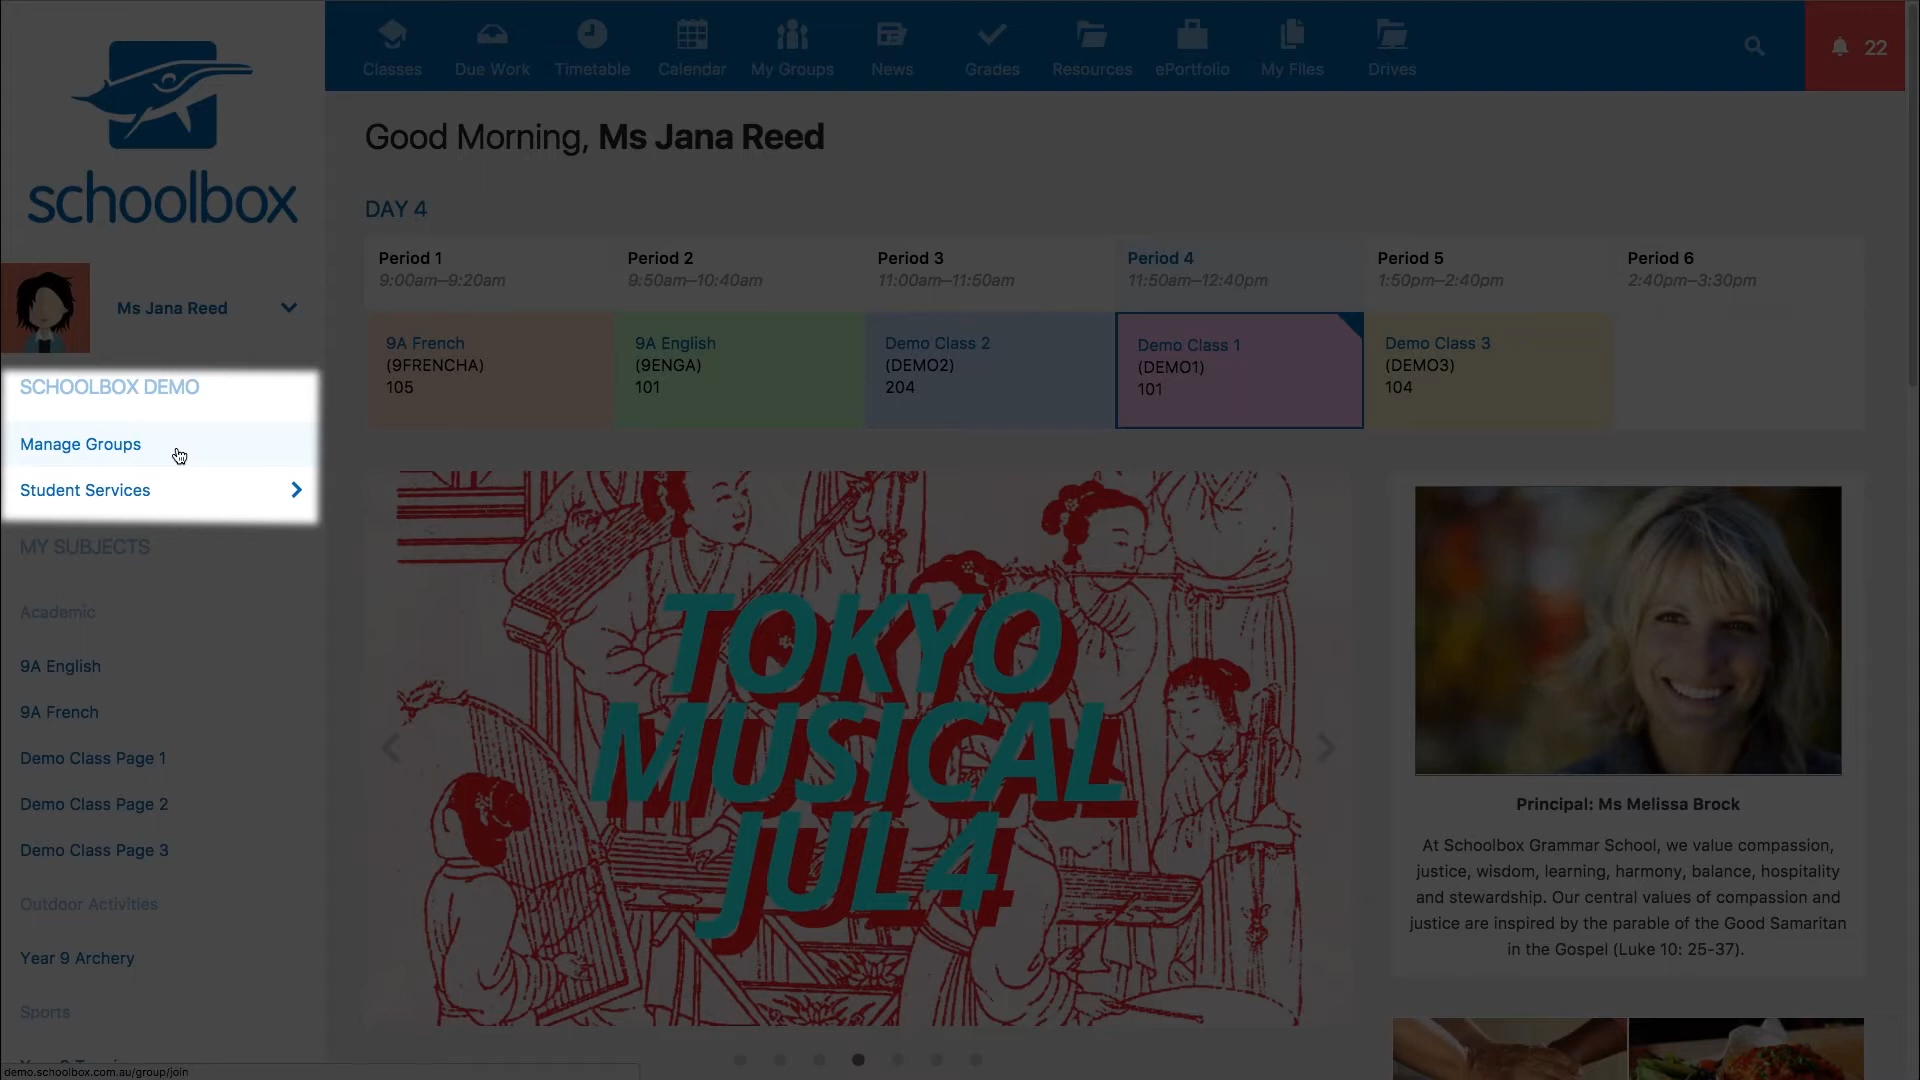 schoolbox
Ms Jana Reed
SCHOOLBOX DEMO
Manage Groups
Student Services
MY SUBJECTS
Academic
9A English
9A French
Demo Class Page 1
Demo Class Page 2
Demo Class Page 3
Outdoor Activities
Year 9 Archery
Sports
demo.schoolbox.com.au/group/join
Classes
Due Work
Timetable
Calendar
My Groups
News
Grades
Resources
ePortfolio
My Files
Drives
22
Good Morning, Ms Jana Reed
DAY 4
Period 1
9:00am–9:20am
Period 2
9:50am–10:40am
Period 3
11:00am–11:50am
Period 4
11:50am–12:40pm
Period 5
1:50pm–2:40pm
Period 6
2:40pm–3:30pm
9A French
(9FRENCHA)
105
9A English
(9ENGA)
101
Demo Class 2
(DEMO2)
204
Demo Class 1
(DEMO1)
101
Demo Class 3
(DEMO3)
104
TOKYO
MUSICAL
JUL 4
Principal: Ms Melissa Brock
At Schoolbox Grammar School, we value compassion,
justice, wisdom, learning, harmony, balance, hospitality
and stewardship. Our central values of compassion and
justice are inspired by the parable of the Good Samaritan
in the Gospel (Luke 10: 25-37).